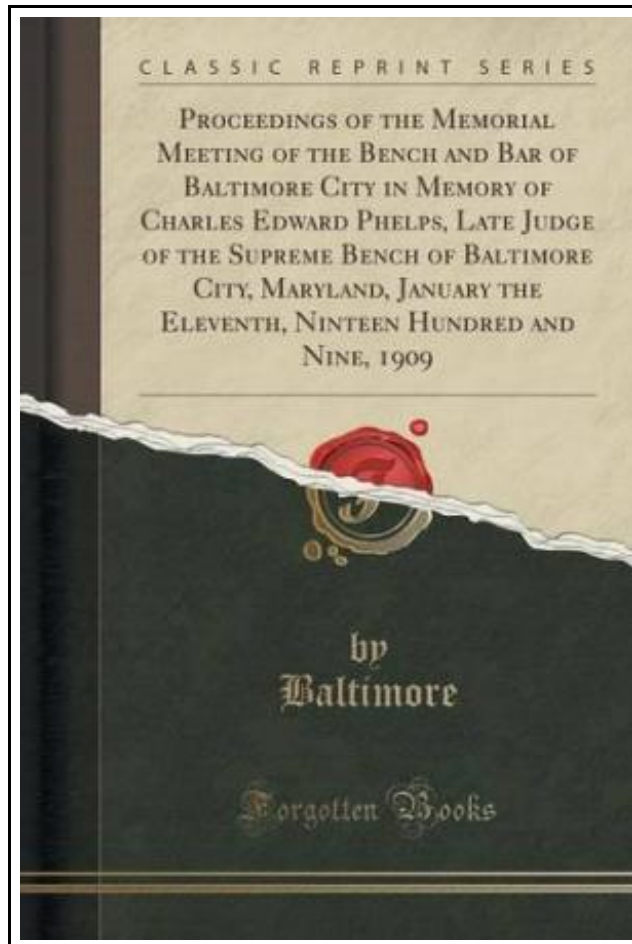 CLASSIC REPRINT SERIES
PROCEEDINGS OF THE MEMORIAL
MEETING OF THE BENCH AND BAR OF
BALTIMORE CITY IN MEMORY OF
CHARLES EDWARD PHELPS, LATE JUDGE
OF THE SUPREME BENCH OF BALTIMORE
CITY, MARYLAND, JANUARY THE
ELEVENTH, NINTEEN HUNDRED AND
NINE, 1909
by
Baltimore
Forgotten Books